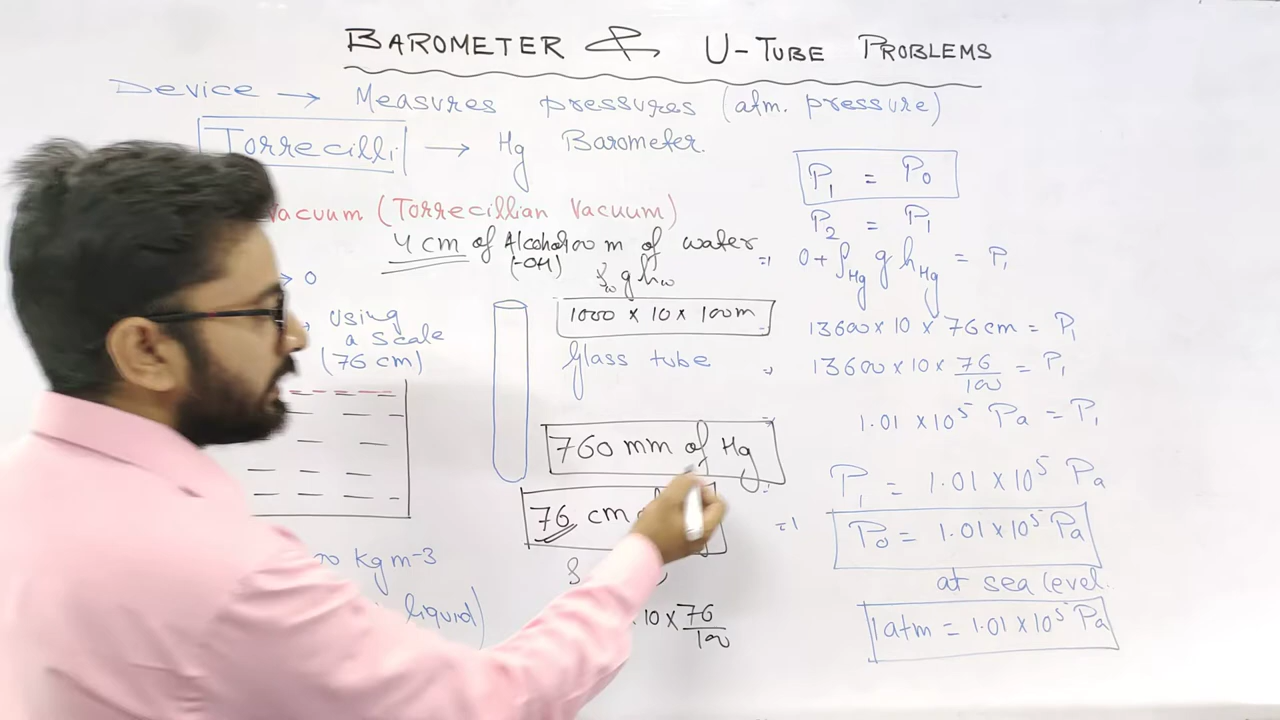 BAROMETER & U-TUBE PROBLEMS
Device → Measures pressures (atm. pressure)
Torrecilli → Hg Barometer.
Vacuum (Torrecillian Vacuum)
4 cm of Alcohol 100 m of water
(-OH)
ρw g hw
→ 0
using
a scale
(76 cm)
1000 × 10 × 100m
Glass tube
760 mm of Hg
76 cm
kgm-3
liquid)
10 × 76/100
P1 = P0
P2 = P1
⇒ 0 + ρHg g hHg = P1
13600 × 10 × 76 cm = P1
13600 × 10 × 76/100 = P1
1.01 × 10^5 Pa = P1
P1 = 1.01 × 10^5 Pa
⇒ P0 = 1.01 × 10^5 Pa
at sea level.
1 atm = 1.01 × 10^5 Pa